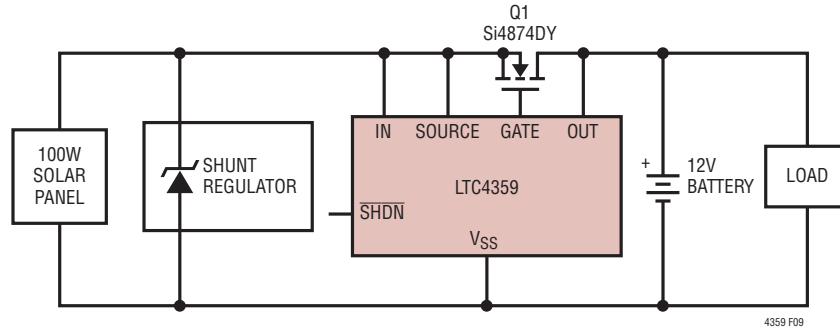 Q1
Si4874DY
100W
SOLAR
PANEL
SHUNT
REGULATOR
IN SOURCE GATE OUT
LTC4359
SHDN
VSS
+
12V
BATTERY
LOAD
4359 F09